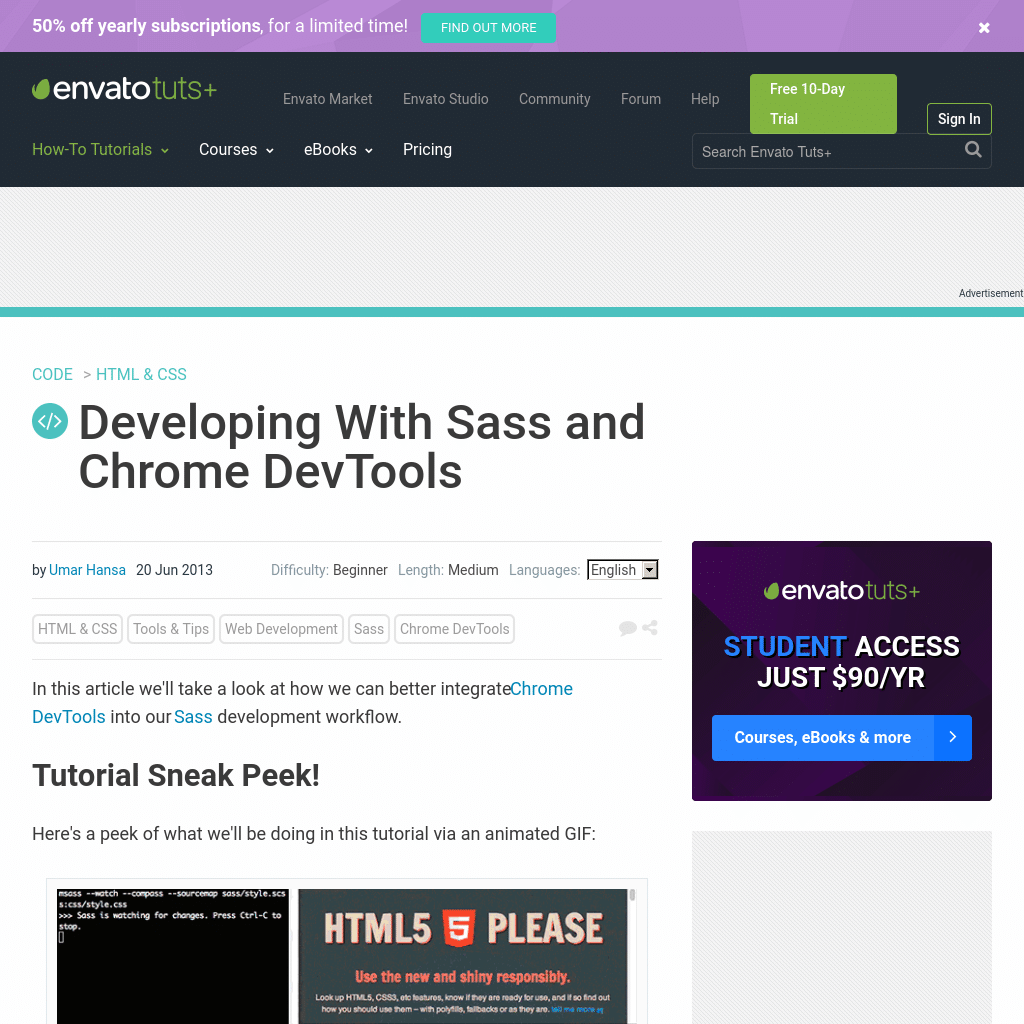 50% off yearly subscriptions, for a limited time! FIND OUT MORE ×
envatotuts+
Envato Market Envato Studio Community Forum Help Free 10-Day Trial Sign In
How-To Tutorials Courses eBooks Pricing Search Envato Tuts+
Advertisement
CODE > HTML & CSS
</> Developing With Sass and
Chrome DevTools
by Umar Hansa 20 Jun 2013 Difficulty: Beginner Length: Medium Languages: English
HTML & CSS Tools & Tips Web Development Sass Chrome DevTools
In this article we'll take a look at how we can better integrate Chrome
DevTools into our Sass development workflow.
Tutorial Sneak Peek!
Here's a peek of what we'll be doing in this tutorial via an animated GIF:
msass --watch --compass --sourcemap sass/style.scs
s:css/style.css
>>> Sass is watching for changes. Press Ctrl-C to
stop.
HTML5 5 PLEASE
Use the new and shiny responsibly.
Look up HTML5, CSS3, etc features, know if they are ready for use, and if so find out
how you should use them – with polyfills, fallbacks or as they are. tell me more
envatotuts+
STUDENT ACCESS
JUST $90/YR
Courses, eBooks & more >